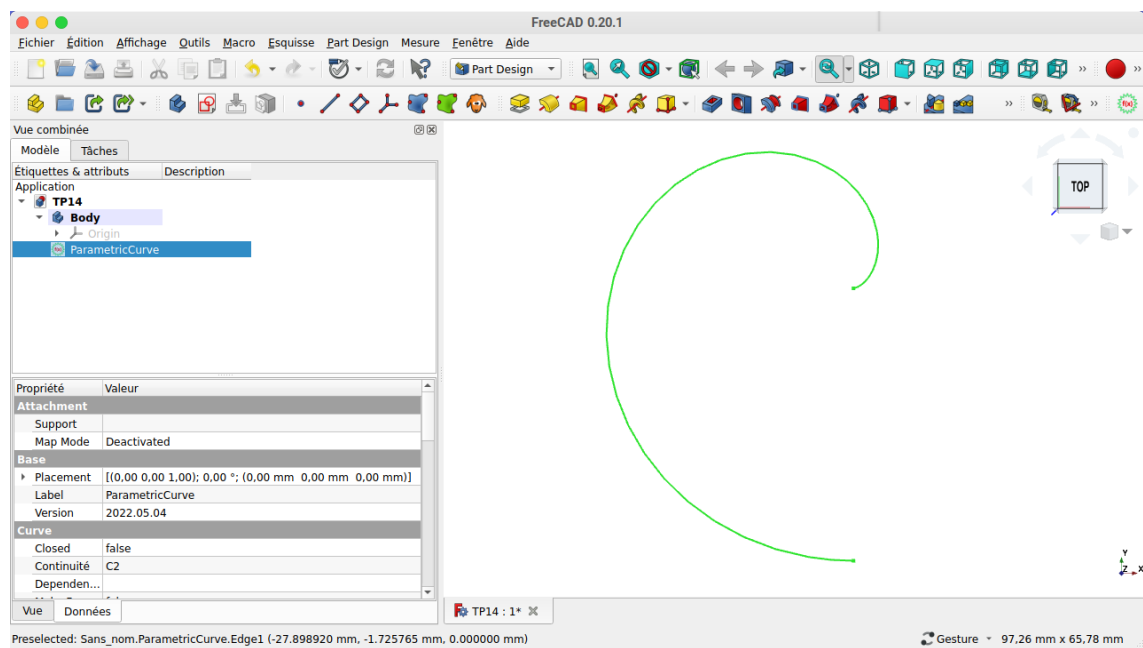 FreeCAD 0.20.1
Fichier Édition Affichage Outils Macro Esquisse Part Design Mesure Fenêtre Aide
Part Design
Vue combinée
Modèle Tâches
Étiquettes & attributs Description
Application
TP14
Body
Origin
ParametricCurve
TOP
Propriété Valeur
Attachment
Support
Map Mode Deactivated
Base
Placement [(0,00 0,00 1,00); 0,00 °; (0,00 mm 0,00 mm 0,00 mm)]
Label ParametricCurve
Version 2022.05.04
Curve
Closed false
Continuité C2
Dependen...
Y
Z X
Vue Données
TP14 : 1*
Preselected: Sans_nom.ParametricCurve.Edge1 (-27.898920 mm, -1.725765 mm, 0.000000 mm)
Gesture 97,26 mm x 65,78 mm